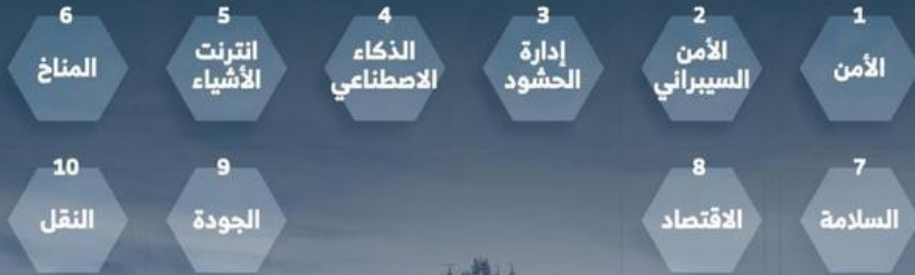 1
الأمن
2
الأمن
السيبراني
3
إدارة
الحشود
4
الذكاء
الاصطناعي
5
انترنت
الأشياء
6
المناخ
7
السلامة
8
الاقتصاد
9
الجودة
10
النقل